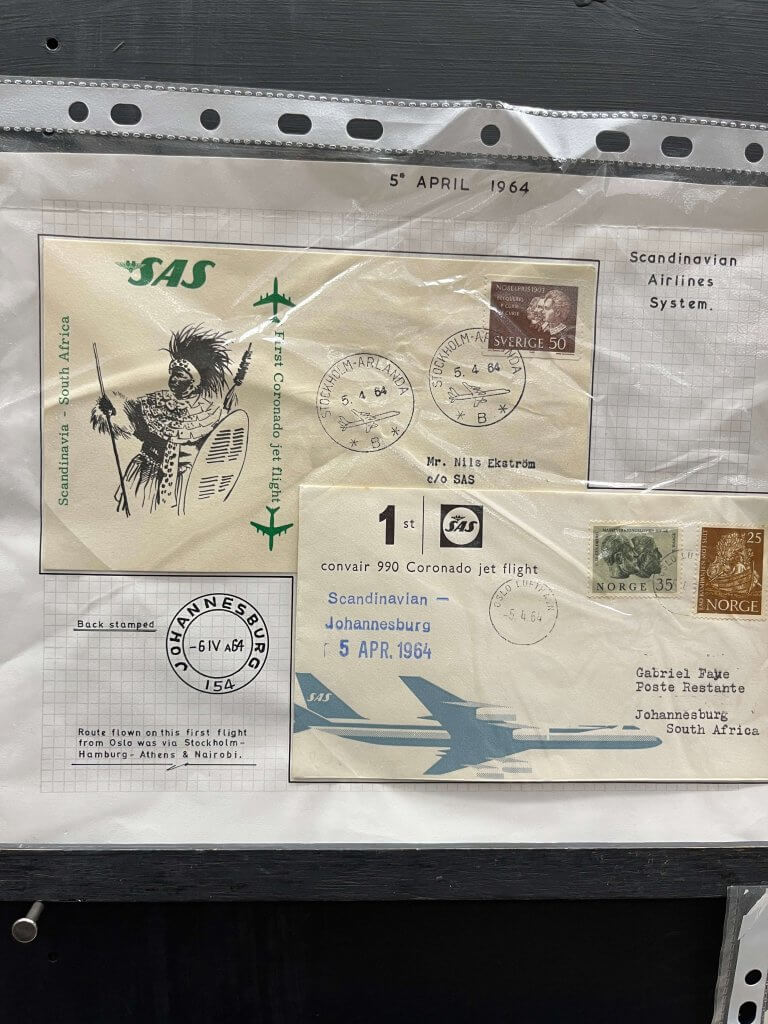 5º APRIL 1964
Scandinavian
Airlines
System.
SAS
Scandinavia - South Africa
First Coronado jet flight
NOBELPRIS 1903
P CURIE
SVERIGE 50
STOCKHOLM-ARLANDA
5. 4 64
* B *
STOCKHOLM-ARLANDA
5. 4 64
* B *
Mr. Nils Ekström
c/o SAS
1st
SAS
convair 990 Coronado jet flight
Scandinavian —
Johannesburg
5 APR. 1964
OSLO LUFTHAVN
-5. 4. 64
NORGE 35
25
NORGE
SAS
Gabriel Faye
Poste Restante
Johannesburg
South Africa
Back stamped
JOHANNESBURG
-6 IV A64
154
Route flown on this first flight
from Oslo was via Stockholm-
Hamburg- Athens & Nairobi.